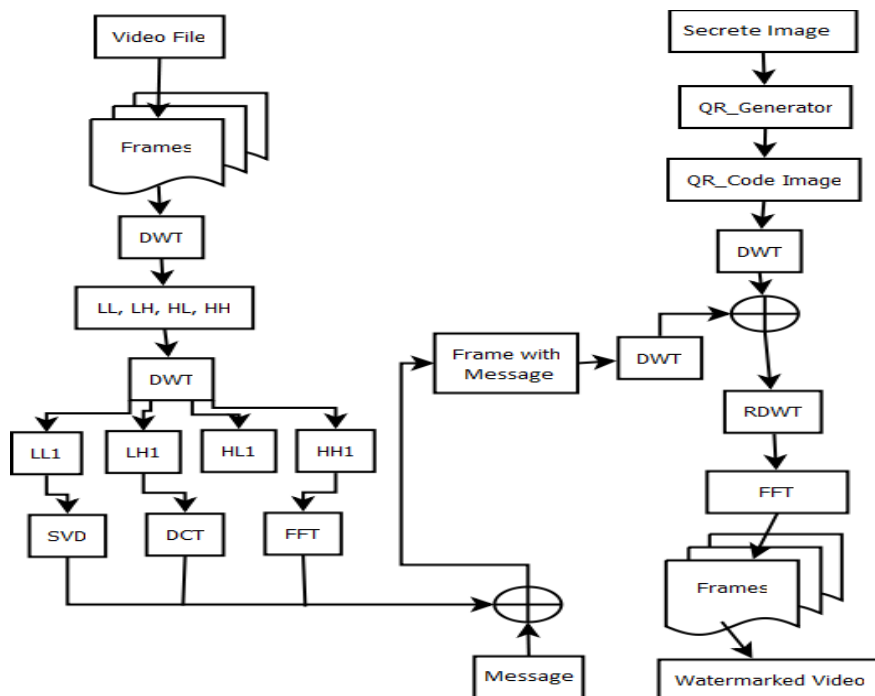 Video File
Frames
DWT
LL, LH, HL, HH
DWT
LL1
LH1
HL1
HH1
SVD
DCT
FFT
Message
Frame with
Message
DWT
Secrete Image
QR_Generator
QR_Code Image
DWT
RDWT
FFT
Frames
Watermarked Video